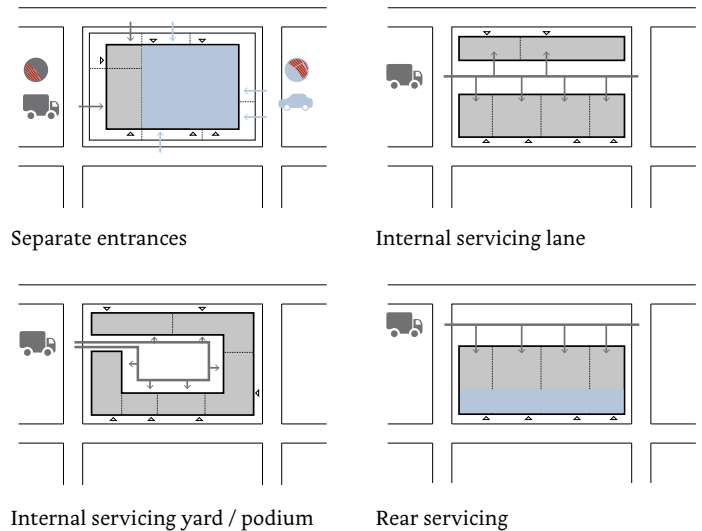 Separate entrances
Internal servicing lane
Internal servicing yard / podium
Rear servicing